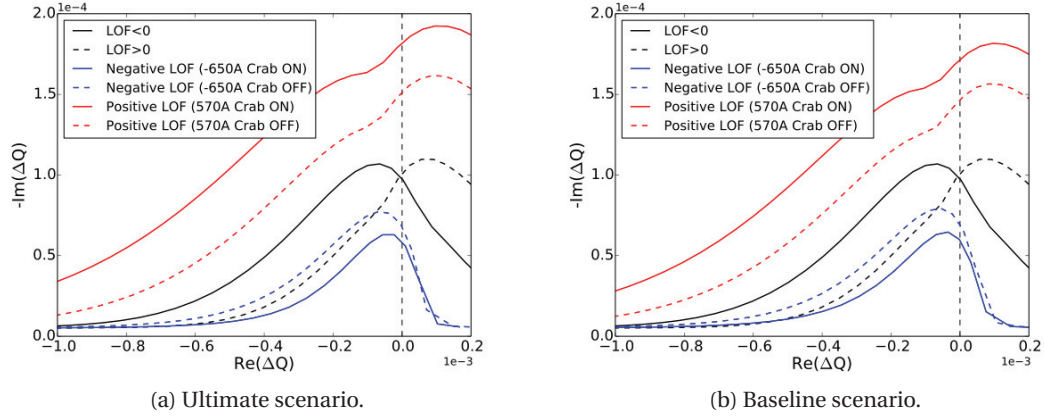 1e−4
2.0
1.5
1.0
0.5
0.0
-Im(ΔQ)
LOF<0
LOF>0
Negative LOF (-650A Crab ON)
Negative LOF (-650A Crab OFF)
Positive LOF (570A Crab ON)
Positive LOF (570A Crab OFF)
−1.0 −0.8 −0.6 −0.4 −0.2 0.0 0.2
Re(ΔQ)
1e−3
(a) Ultimate scenario.
1e−4
2.0
1.5
1.0
0.5
0.0
-Im(ΔQ)
LOF<0
LOF>0
Negative LOF (-650A Crab ON)
Negative LOF (-650A Crab OFF)
Positive LOF (570A Crab ON)
Positive LOF (570A Crab OFF)
−1.0 −0.8 −0.6 −0.4 −0.2 0.0 0.2
Re(ΔQ)
1e−3
(b) Baseline scenario.